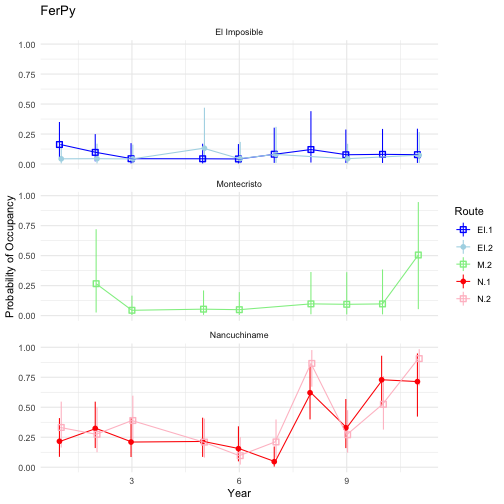 FerPy
El Imposible
1.00
0.75
0.50
0.25
0.00
Montecristo
1.00
0.75
0.50
0.25
0.00
Nancuchiname
1.00
0.75
0.50
0.25
0.00
3
6
9
Year
Probability of Occupancy
Route
EI.1
EI.2
M.2
N.1
N.2